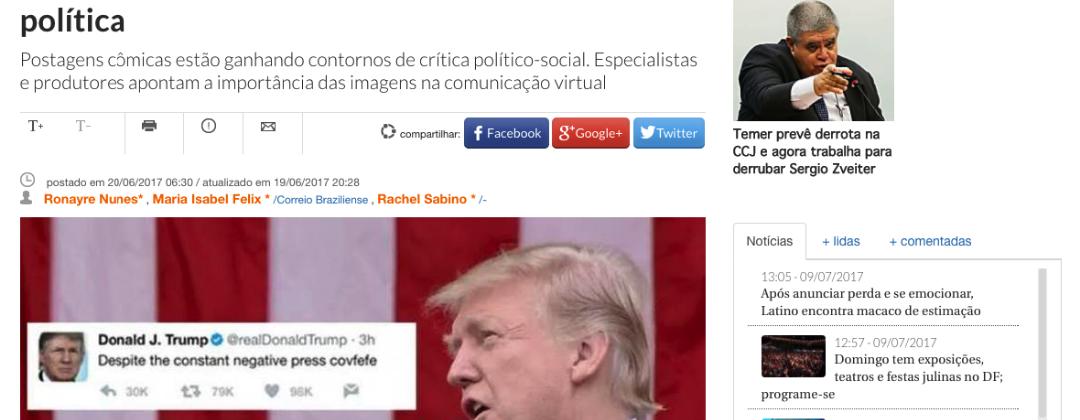 política
Postagens cômicas estão ganhando contornos de crítica político-social. Especialistas
e produtores apontam a importância das imagens na comunicação virtual
T+ T-
compartilhar: Facebook Google+ Twitter
postado em 20/06/2017 06:30 / atualizado em 19/06/2017 20:28
Ronayre Nunes* , Maria Isabel Felix * /Correio Braziliense , Rachel Sabino * /-
Donald J. Trump @realDonaldTrump · 3h
Despite the constant negative press covfefe
30K 79K 96K
Temer prevê derrota na
CCJ e agora trabalha para
derrubar Sergio Zveiter
Notícias + lidas + comentadas
13:05 - 09/07/2017
Após anunciar perda e se emocionar,
Latino encontra macaco de estimação
12:57 - 09/07/2017
Domingo tem exposições,
teatros e festas julinas no DF;
programe-se